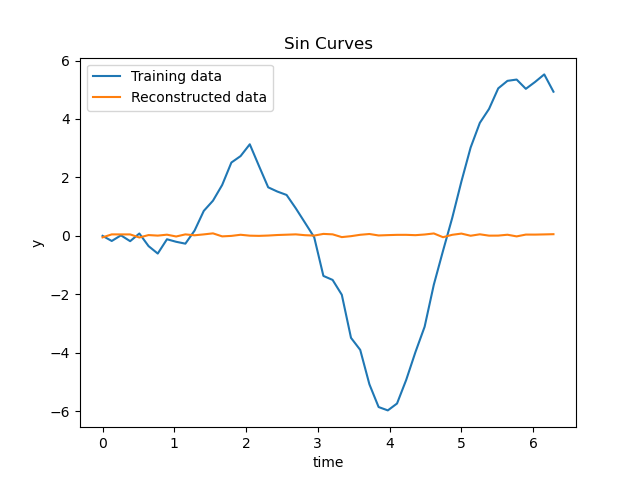 Sin Curves
Training data
Reconstructed data
6
4
2
0
−2
−4
−6
y
0 1 2 3 4 5 6
time